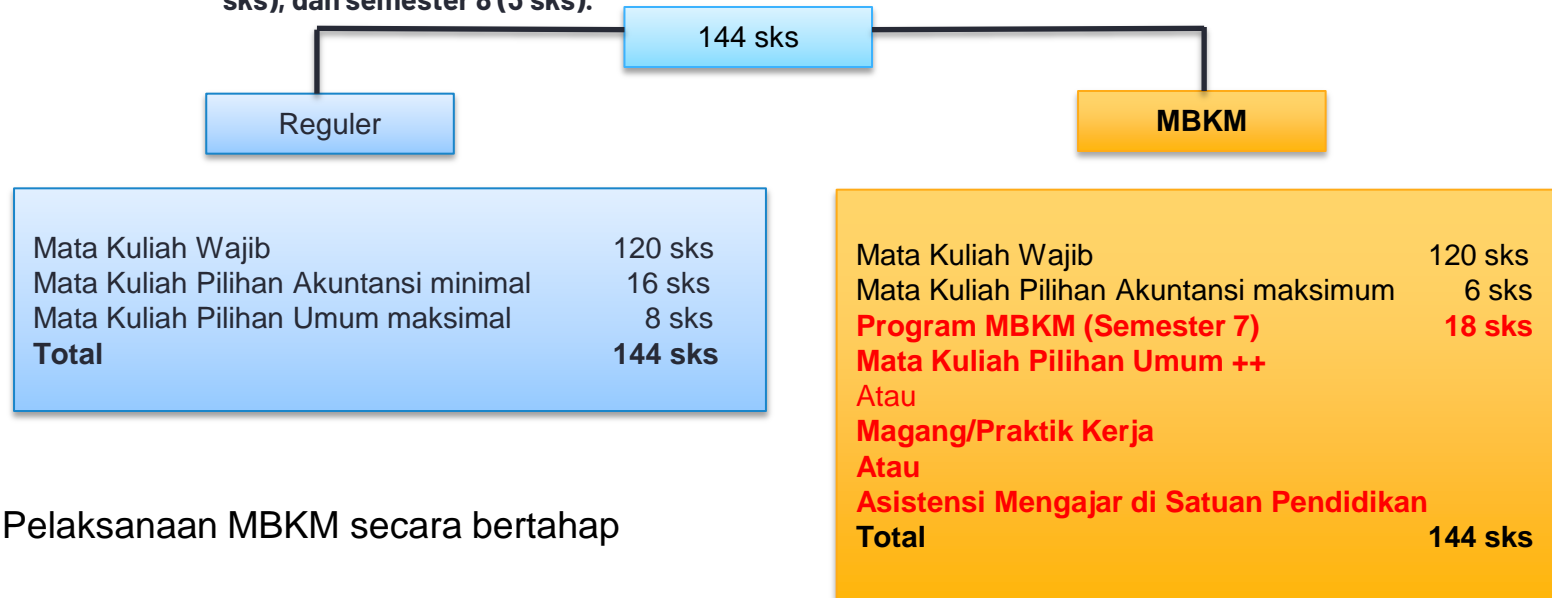 sks), dan semester 8 (3 sks).
144 sks
Reguler
MBKM
Mata Kuliah Wajib 120 sks
Mata Kuliah Pilihan Akuntansi minimal 16 sks
Mata Kuliah Pilihan Umum maksimal 8 sks
Total 144 sks
Mata Kuliah Wajib 120 sks
Mata Kuliah Pilihan Akuntansi maksimum 6 sks
Program MBKM (Semester 7) 18 sks
Mata Kuliah Pilihan Umum ++
Atau
Magang/Praktik Kerja
Atau
Asistensi Mengajar di Satuan Pendidikan
Total 144 sks
Pelaksanaan MBKM secara bertahap